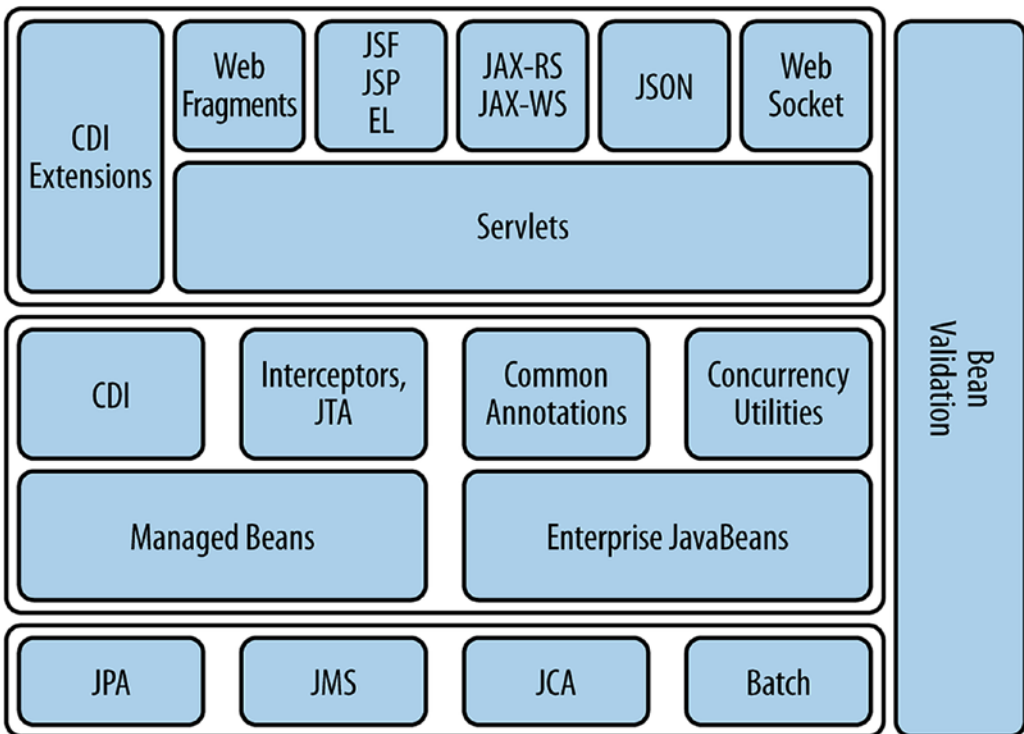 CDI
Extensions
Web
Fragments
JSF
JSP
EL
JAX-RS
JAX-WS
JSON
Web
Socket
Servlets
CDI
Interceptors,
JTA
Common
Annotations
Concurrency
Utilities
Managed Beans
Enterprise JavaBeans
JPA
JMS
JCA
Batch
Bean
Validation